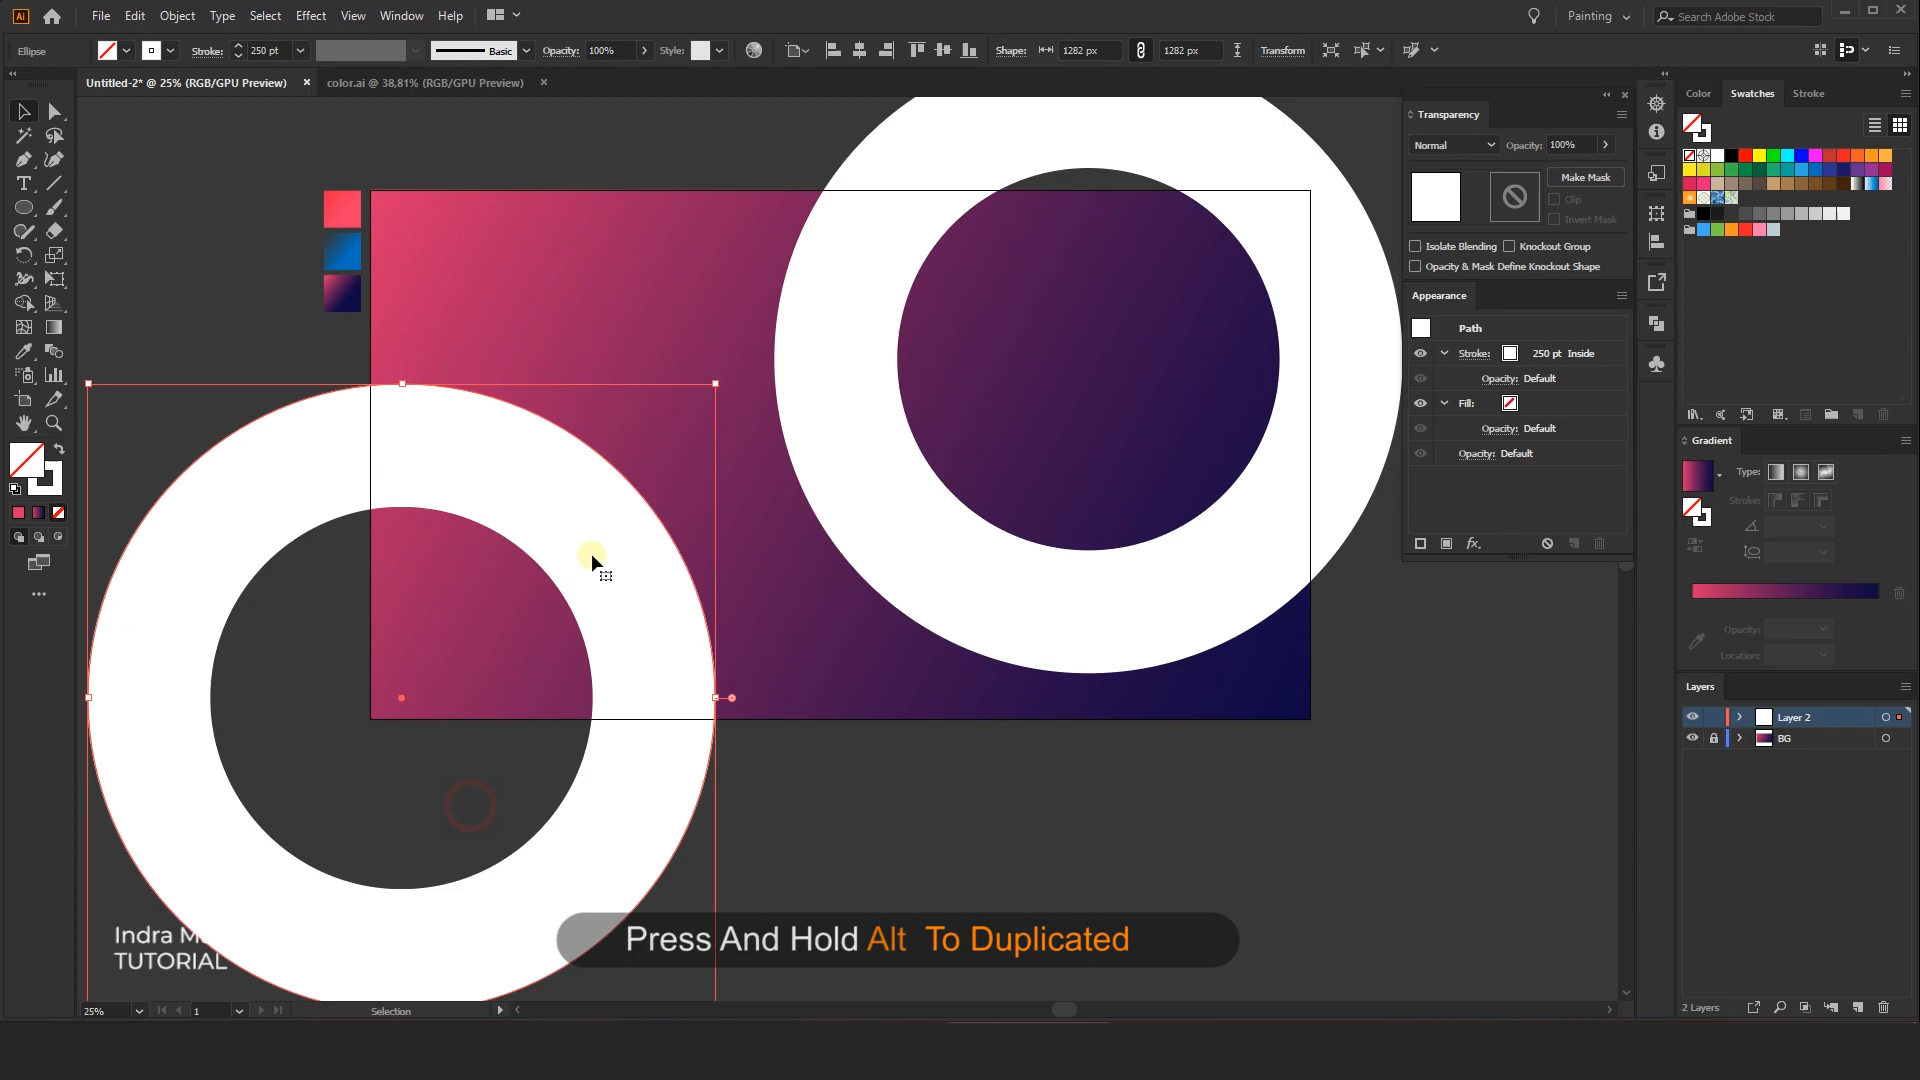 Ai File Edit Object Type Select Effect View Window Help Painting Search Adobe Stock
Ellipse Stroke: 250 pt Basic Opacity: 100% Style: Shape: 1282 px 1282 px Transform
Untitled-2* @ 25% (RGB/GPU Preview) × color.ai @ 38,81% (RGB/GPU Preview) ×
Transparency
Normal Opacity: 100%
Make Mask
Clip
Invert Mask
Isolate Blending Knockout Group
Opacity & Mask Define Knockout Shape
Appearance
Path
Stroke: 250 pt Inside
Opacity: Default
Fill:
Opacity: Default
Opacity: Default
Color Swatches Stroke
Gradient
Type:
Stroke:
Opacity:
Location:
Layers
Layer 2
BG
2 Layers
Press And Hold Alt To Duplicated
Indra M
TUTORIAL
25% 1 Selection